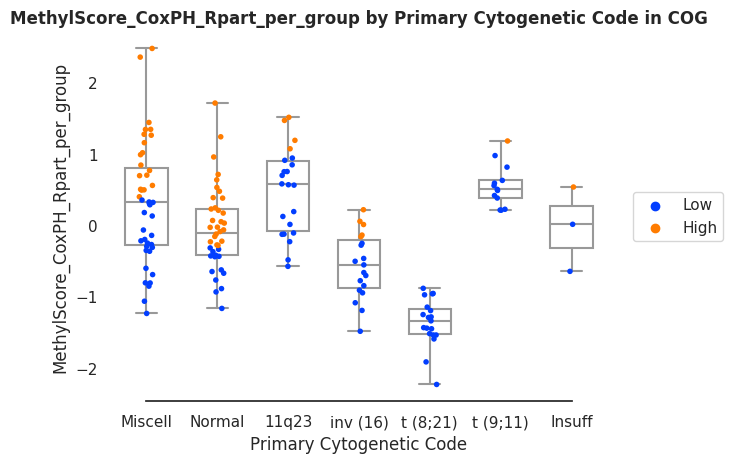 MethylScore_CoxPH_Rpart_per_group by Primary Cytogenetic Code in COG
MethylScore_CoxPH_Rpart_per_group
2
1
0
−1
−2
Low
High
Miscell Normal 11q23 inv (16) t (8;21) t (9;11) Insuff
Primary Cytogenetic Code